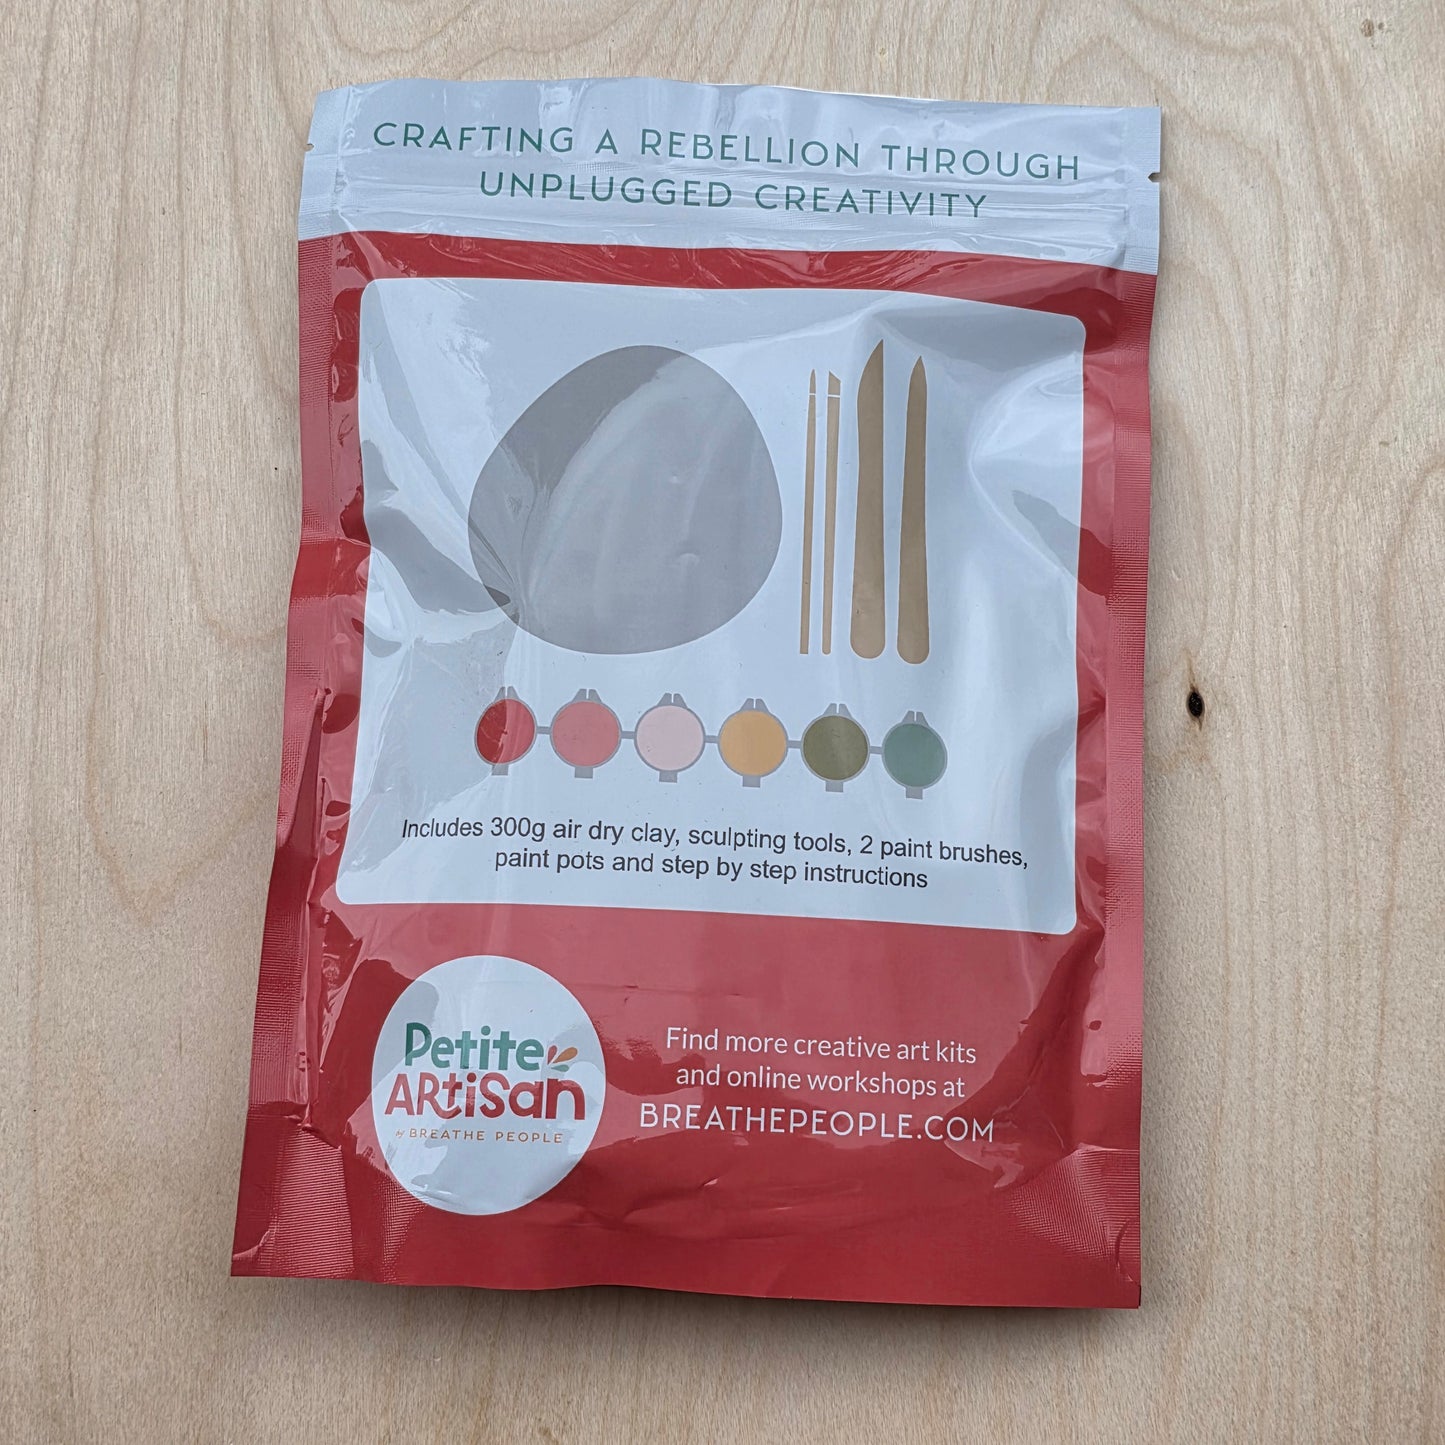 CRAFTING A REBELLION THROUGH
UNPLUGGED CREATIVITY
Includes 300g air dry clay, sculpting tools, 2 paint brushes,
paint pots and step by step instructions
Petite
ARtiSan
by BREATHE PEOPLE
Find more creative art kits
and online workshops at
BREATHEPEOPLE.COM